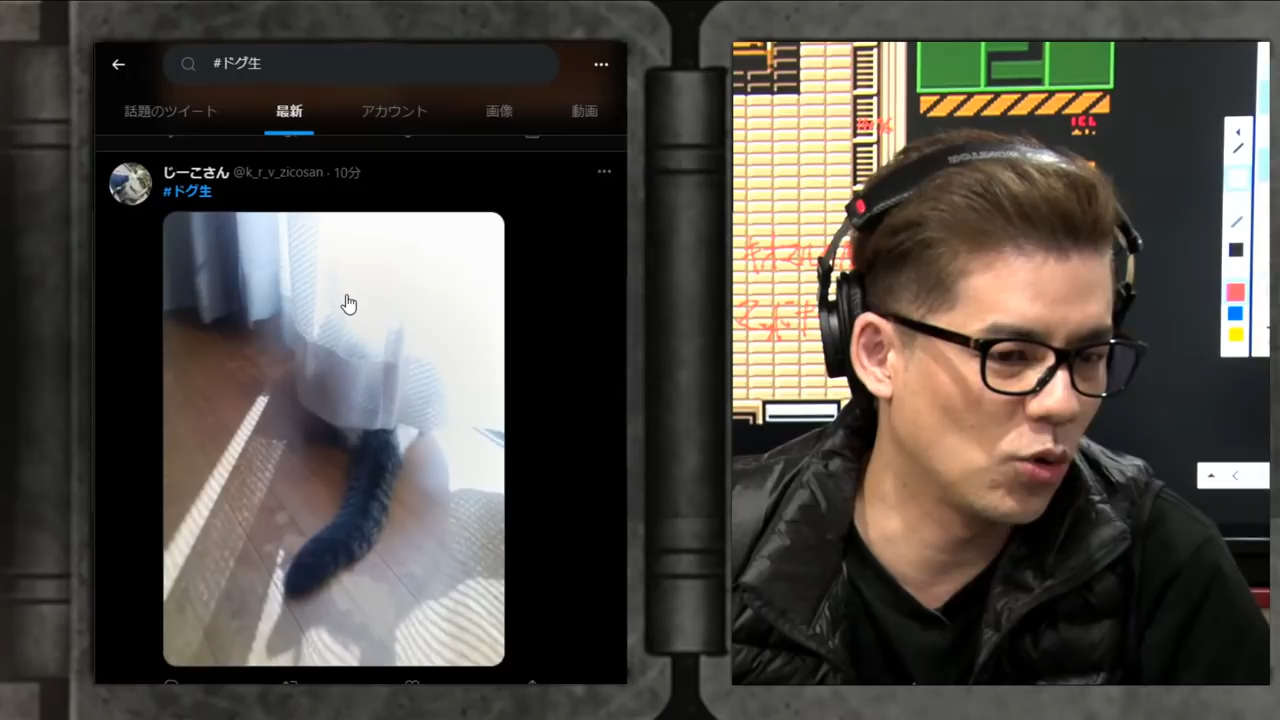 #ドグ生
話題のツイート
最新
アカウント
画像
動画
じーこさん @k_r_v_zicosan · 10分
#ドグ生